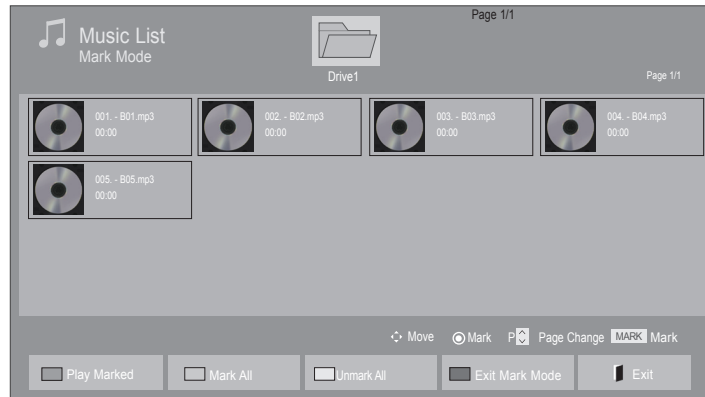 Page 1/1
Music List
Mark Mode
Drive1
Page 1/1
001. - B01.mp3
00:00
002. - B02.mp3
00:00
003. - B03.mp3
00:00
004. - B04.mp3
00:00
005. - B05.mp3
00:00
Move Mark P Page Change MARK Mark
Play Marked Mark All Unmark All Exit Mark Mode Exit